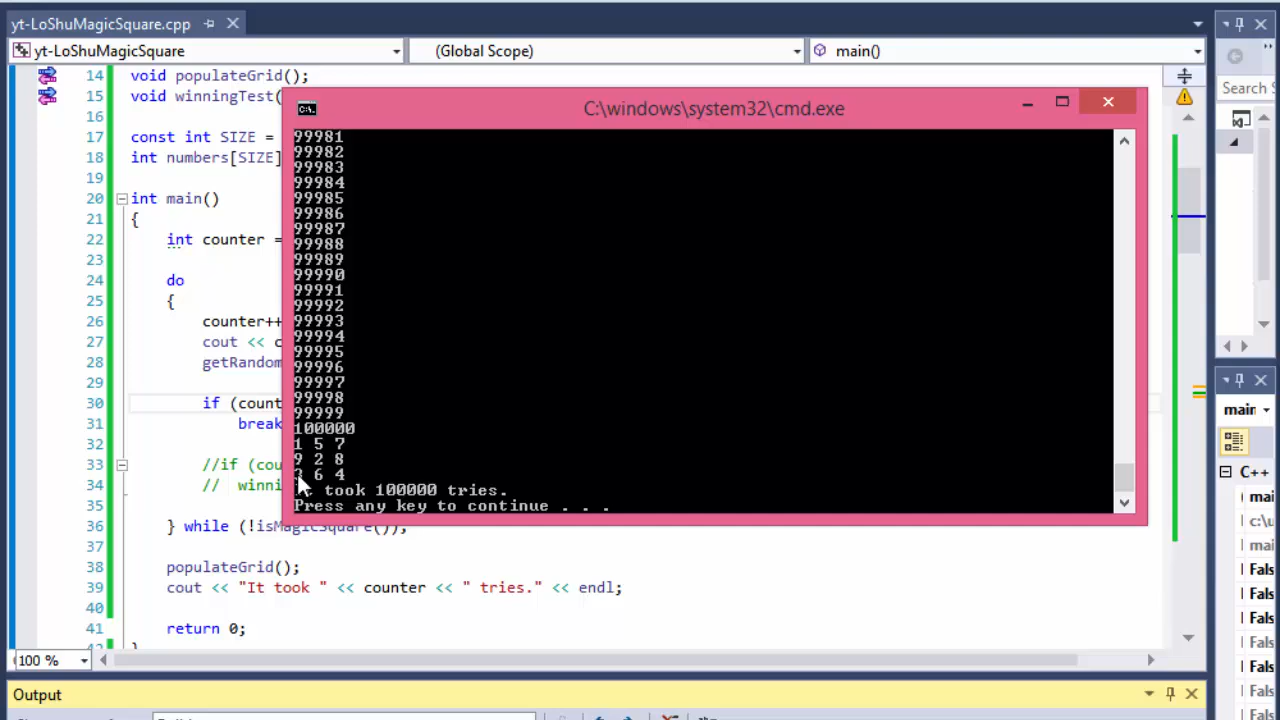 yt-LoShuMagicSquare.cpp
yt-LoShuMagicSquare
(Global Scope)
main()
14 void populateGrid();
15 void winningTest(
16
17 const int SIZE =
18 int numbers[SIZE]
19
20 int main()
21 {
22 int counter =
23
24 do
25 {
26 counter++
27 cout <<
28 getRandom
29
30 if (count
31 break
32
33 //if (cou
34 // winni
35
36 } while (!isMagicSquare());
37
38 populateGrid();
39 cout << "It took " << counter << " tries." << endl;
40
41 return 0;
42
C:\windows\system32\cmd.exe
99981
99982
99983
99984
99985
99986
99987
99988
99989
99990
99991
99992
99993
99994
99995
99996
99997
99998
99999
100000
1 5 7
9 2 8
3 6 4
took 100000 tries.
Press any key to continue . . .
Search S
main
C++
mai
c:\u
mai
Fals
Fals
Fals
Fals
Fals
Fals
Fals
100 %
Output